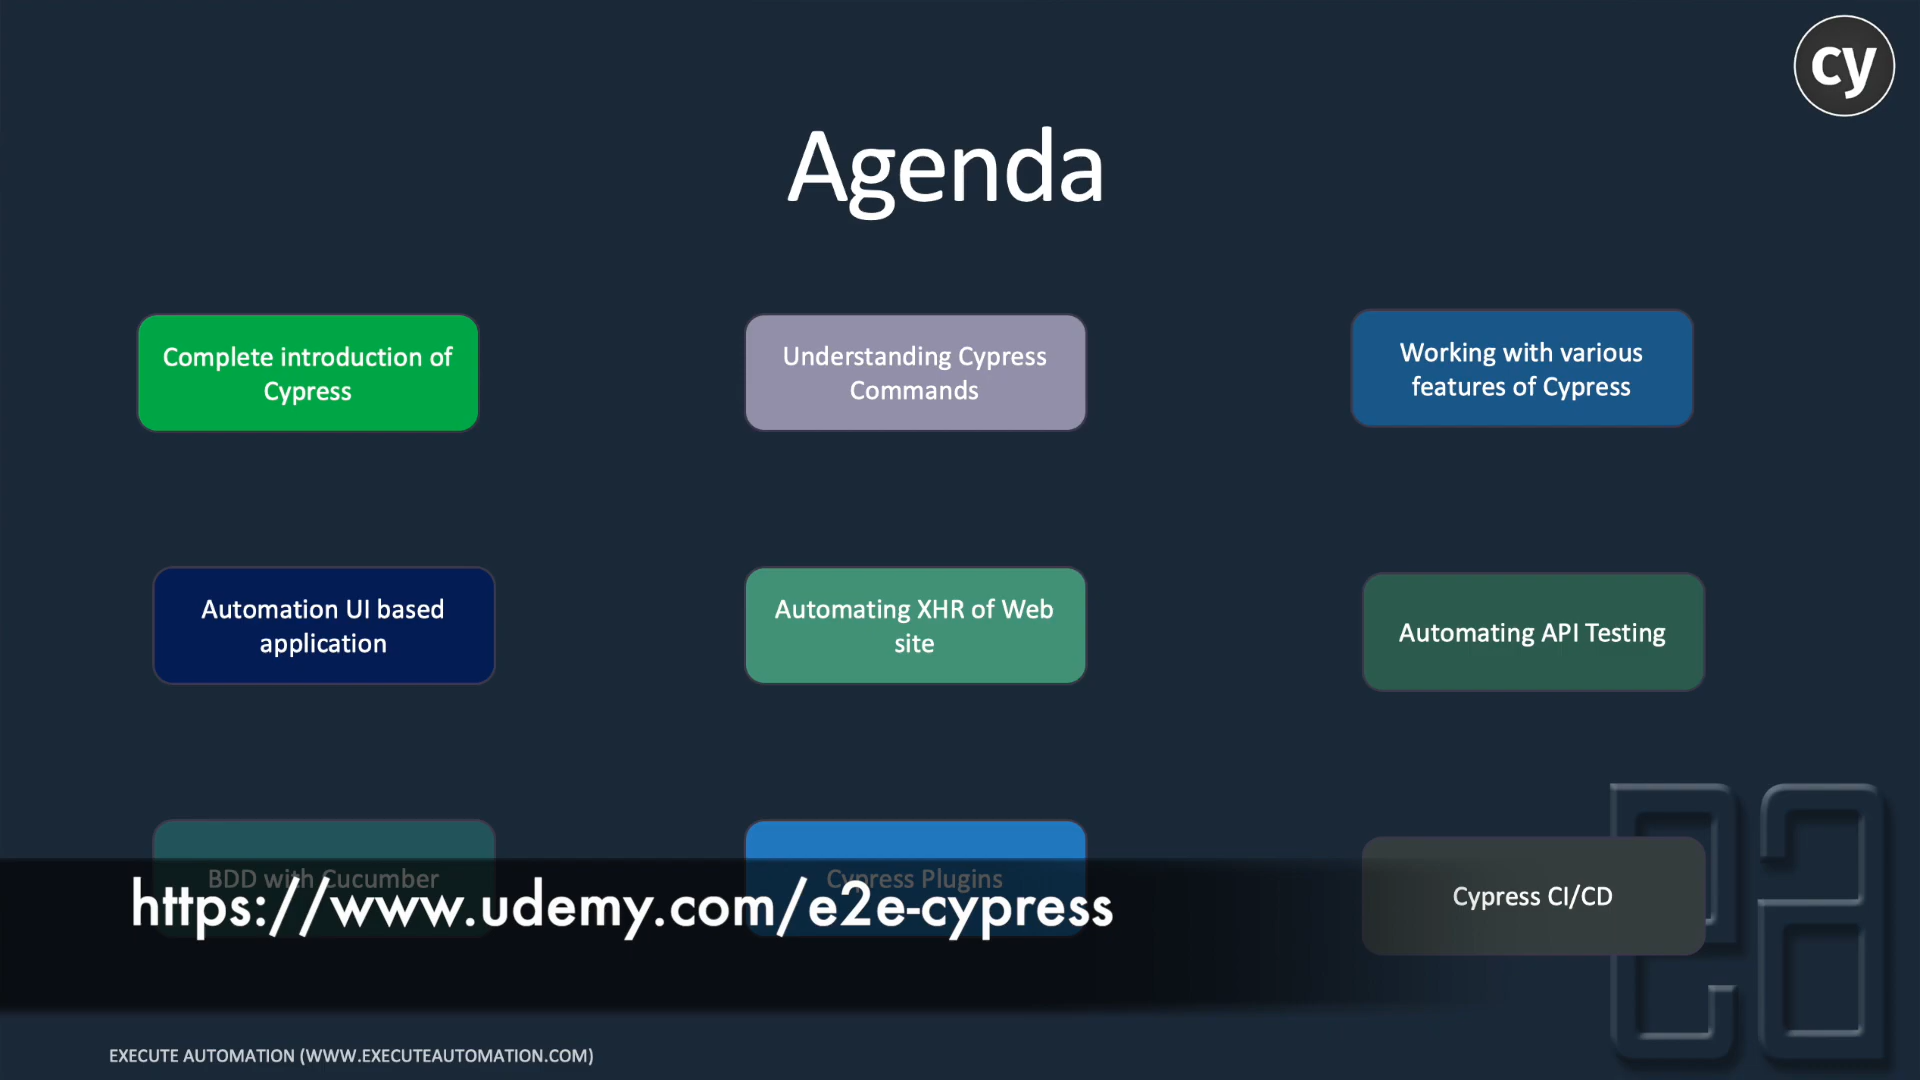 cy
Agenda
Complete introduction of
Cypress
Understanding Cypress
Commands
Working with various
features of Cypress
Automation UI based
application
Automating XHR of Web
site
Automating API Testing
BDD with Cucumber
Cypress Plugins
Cypress CI/CD
https://www.udemy.com/e2e-cypress
EXECUTE AUTOMATION (WWW.EXECUTEAUTOMATION.COM)